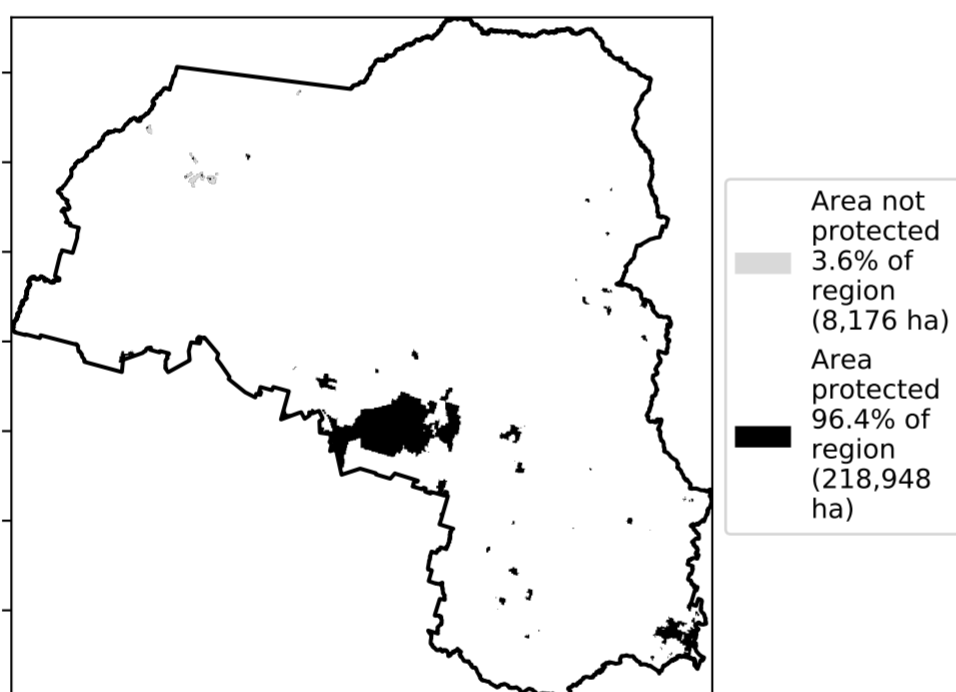 Area not
protected
3.6% of
region
(8,176 ha)
Area
protected
96.4% of
region
(218,948
ha)